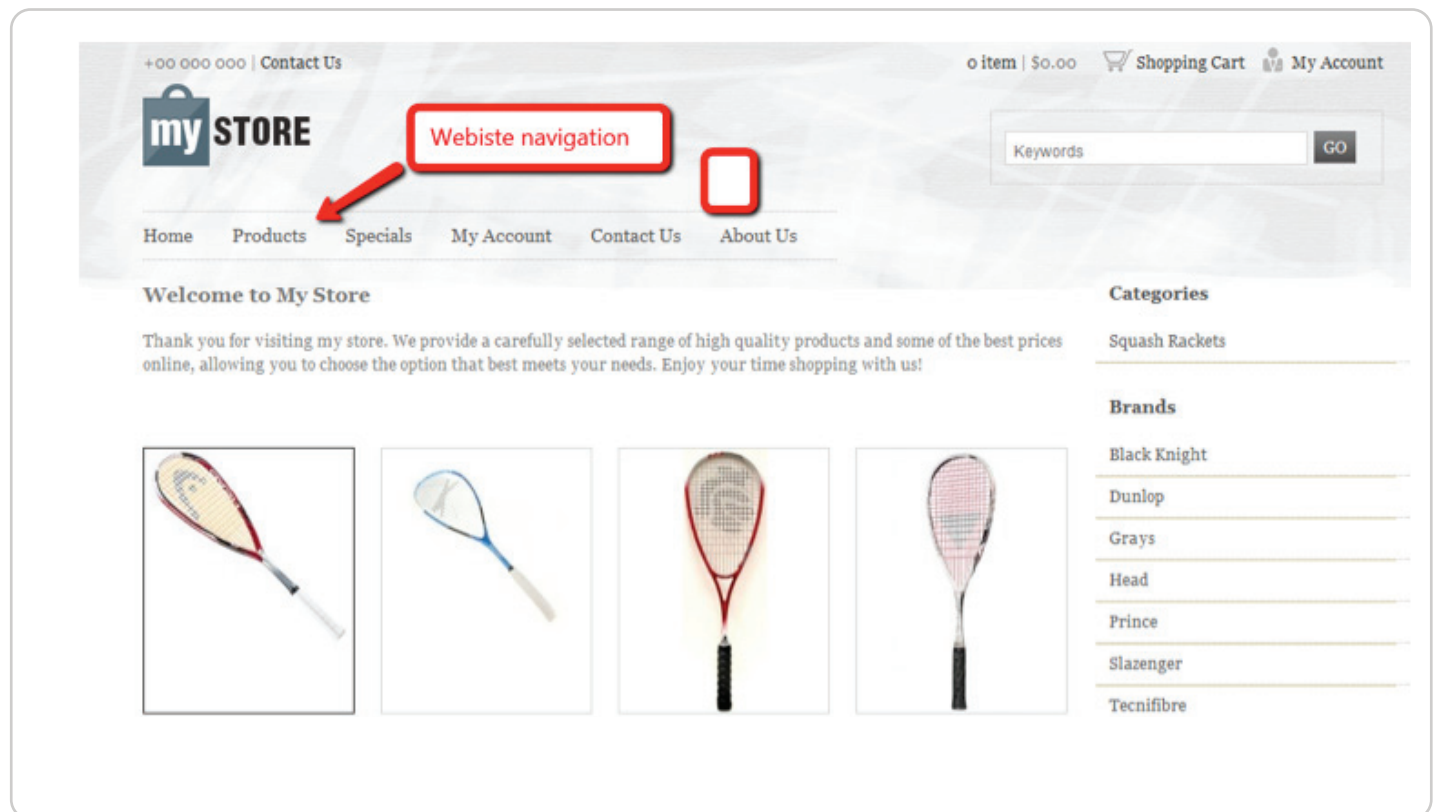 +00 000 000 | Contact Us
0 item | $0.00 Shopping Cart My Account
my STORE
Webiste navigation
Keywords
GO
Home Products Specials My Account Contact Us About Us
Welcome to My Store
Thank you for visiting my store. We provide a carefully selected range of high quality products and some of the best prices
online, allowing you to choose the option that best meets your needs. Enjoy your time shopping with us!
Categories
Squash Rackets
Brands
Black Knight
Dunlop
Grays
Head
Prince
Slazenger
Tecnifibre